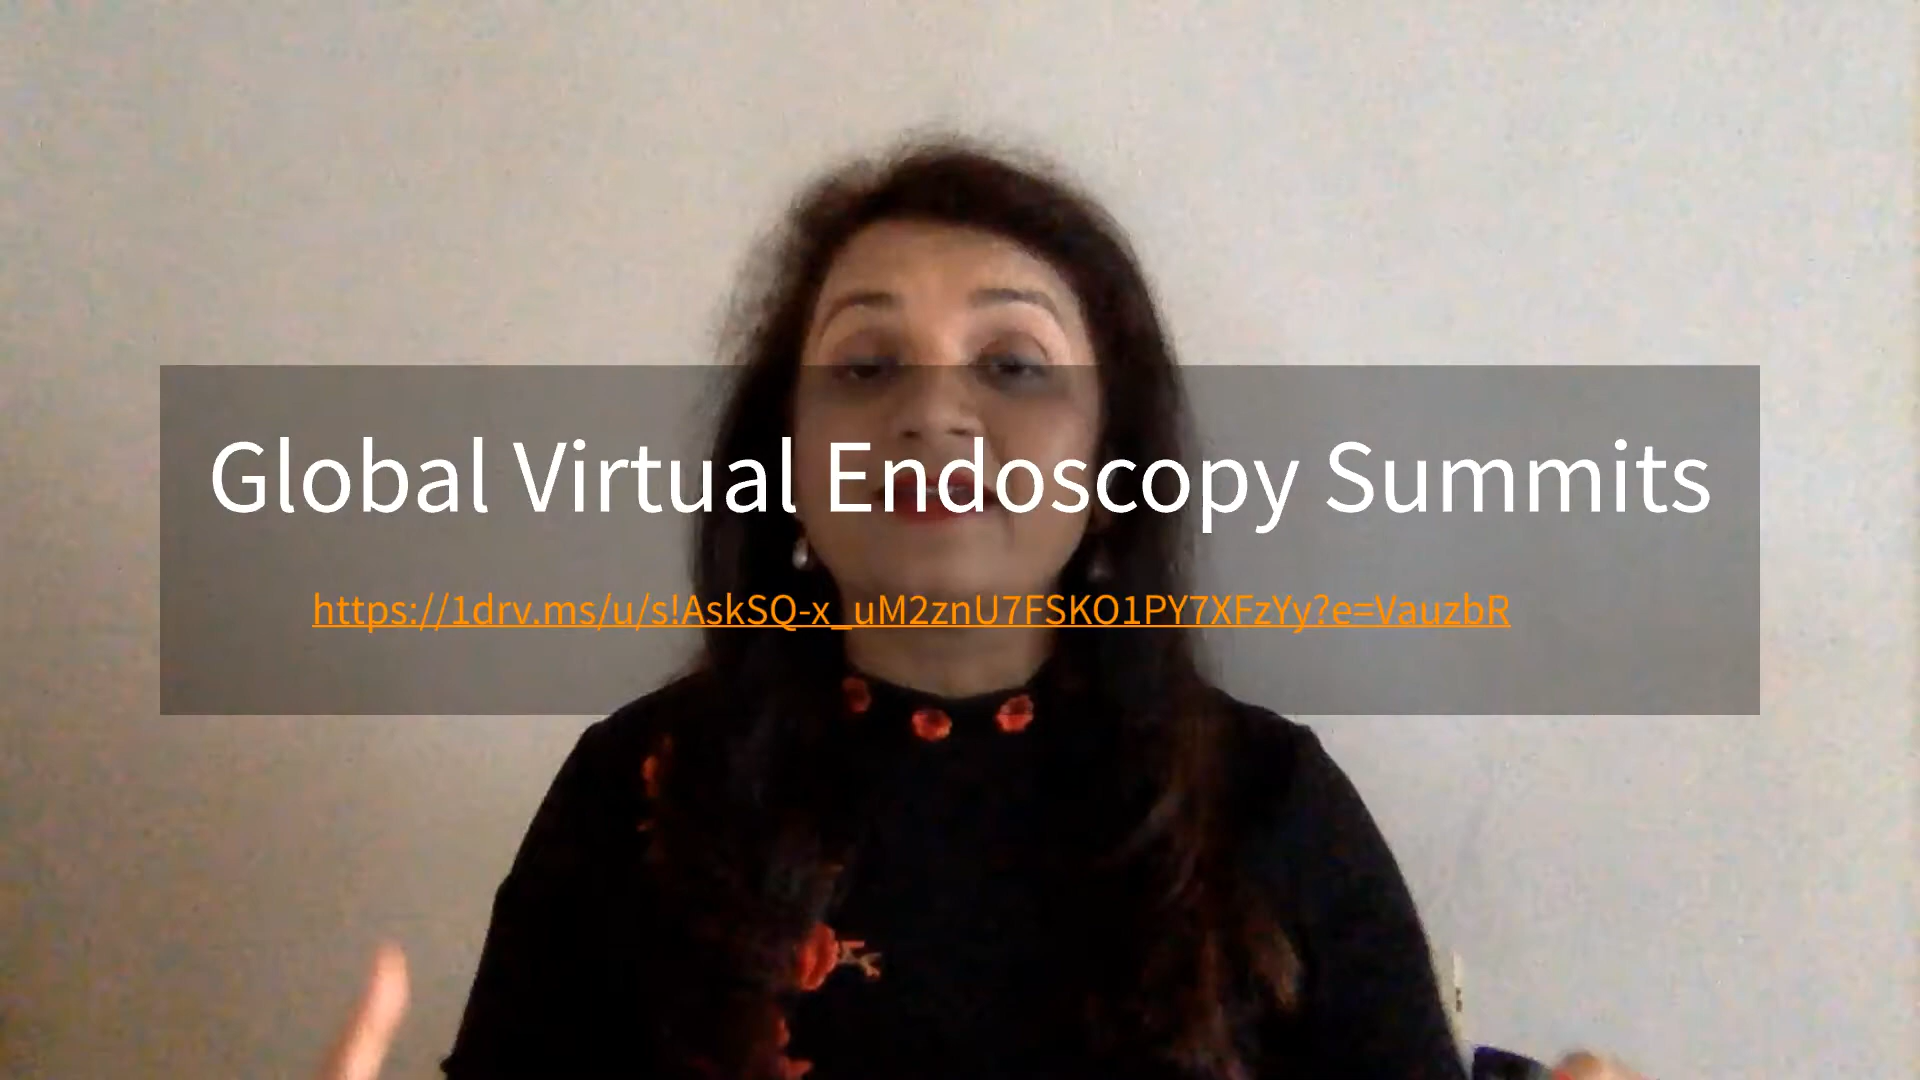 Global Virtual Endoscopy Summits
https://1drv.ms/u/s!AskSQ-x_uM2znU7FSKO1PY7XFzYy?e=VauzbR